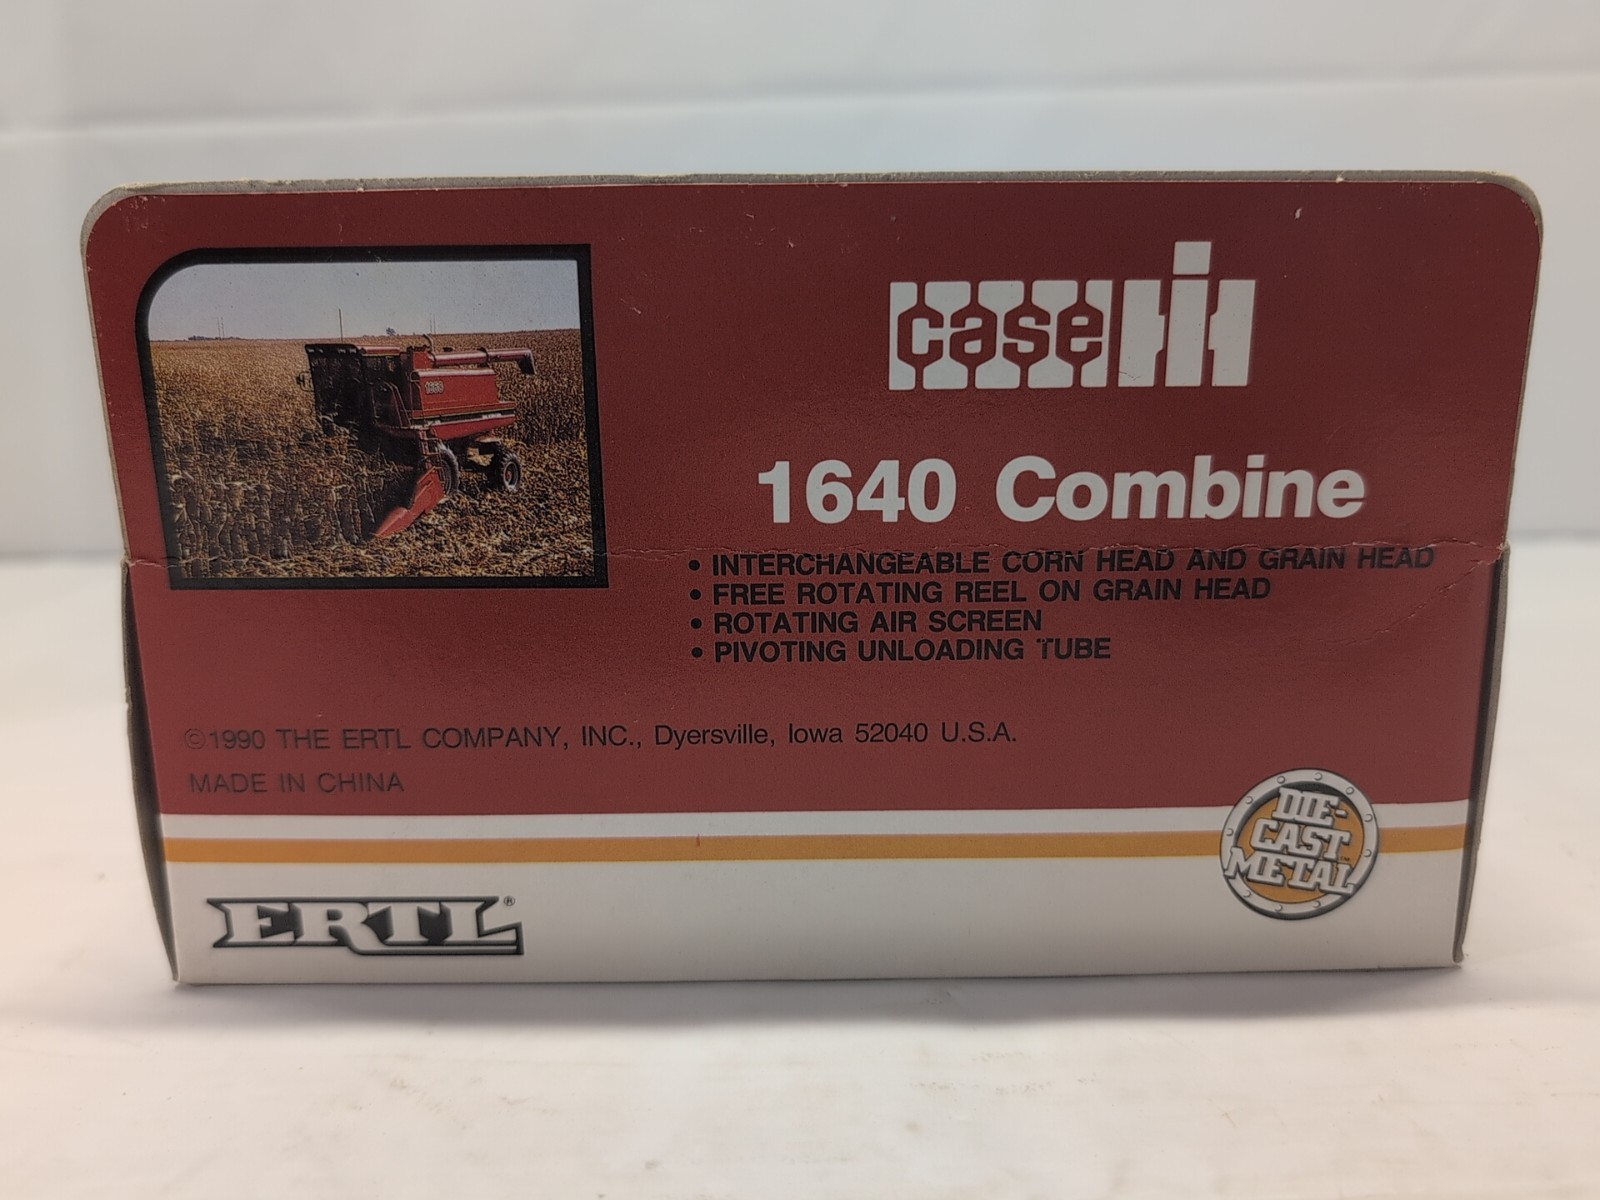 case IH
1640 Combine
• INTERCHANGEABLE CORN HEAD AND GRAIN HEAD
• FREE ROTATING REEL ON GRAIN HEAD
• ROTATING AIR SCREEN
• PIVOTING UNLOADING TUBE
©1990 THE ERTL COMPANY, INC., Dyersville, Iowa 52040 U.S.A.
MADE IN CHINA
DIE-
CAST
METAL
ERTL®